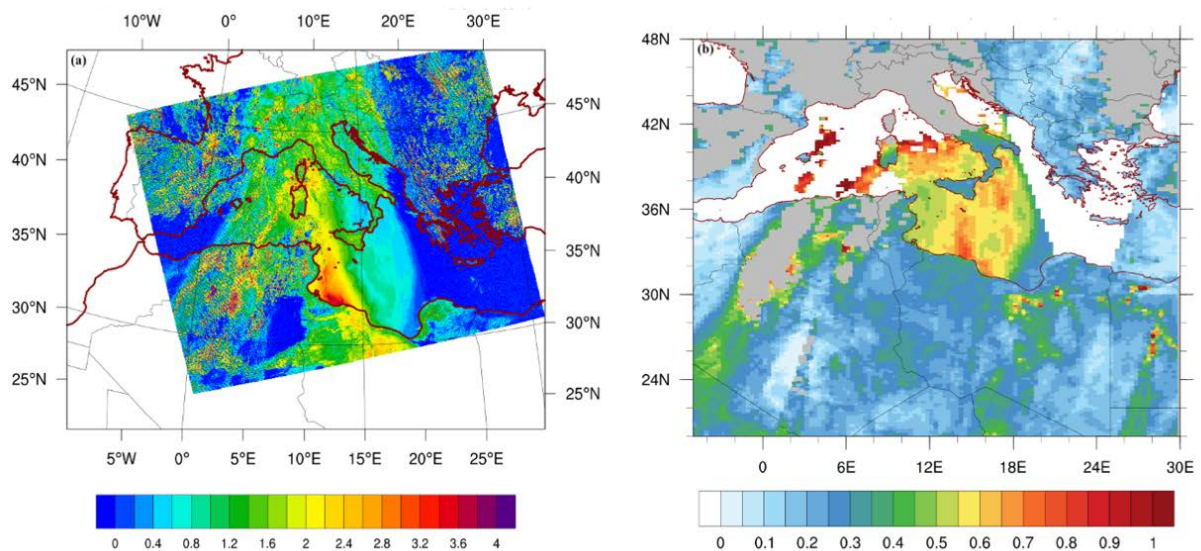 10°W 0° 10°E 20°E 30°E
(a)
45°N 45°N
40°N 40°N
35°N 35°N
30°N 30°N
25°N 25°N
5°W 0° 5°E 10°E 15°E 20°E 25°E
0 0.4 0.8 1.2 1.6 2 2.4 2.8 3.2 3.6 4
48N
(b)
42N
36N
30N
24N
0 6E 12E 18E 24E 30E
0 0.1 0.2 0.3 0.4 0.5 0.6 0.7 0.8 0.9 1